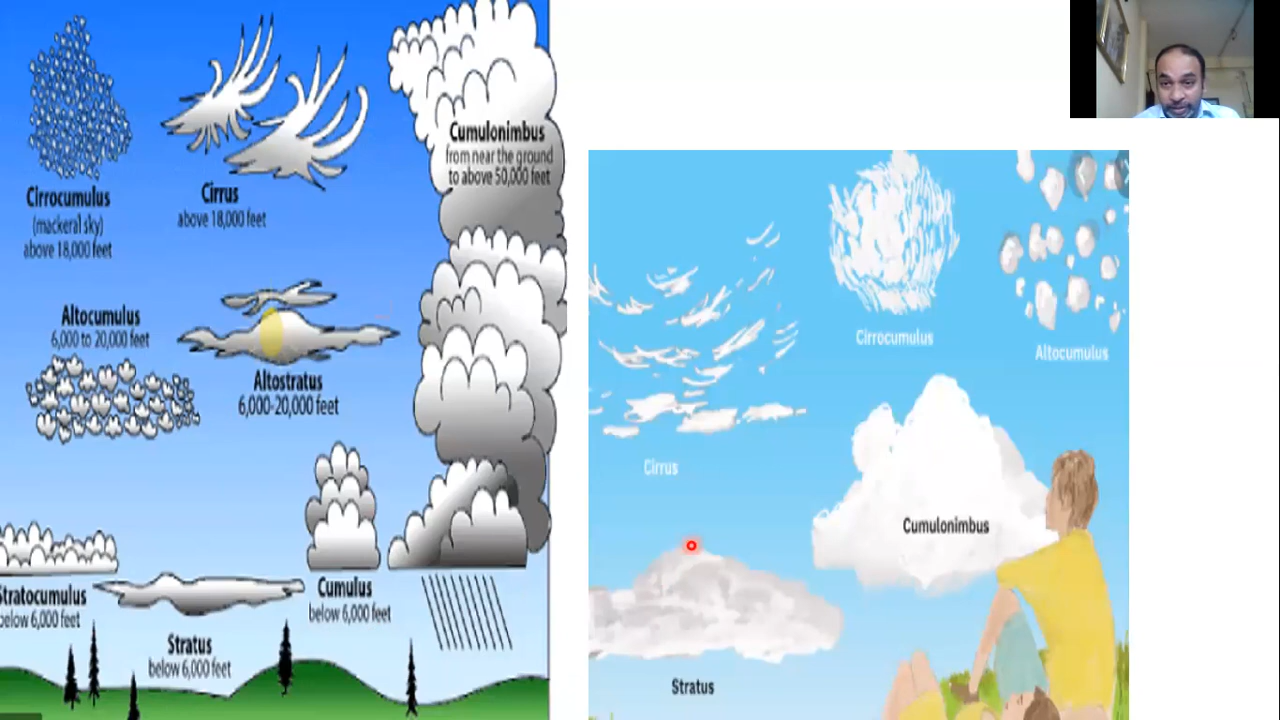 Cirrocumulus
(mackeral sky)
above 18,000 feet
Cirrus
above 18,000 feet
Cumulonimbus
from near the ground
to above 50,000 feet
Altocumulus
6,000 to 20,000 feet
Altostratus
6,000-20,000 feet
Stratocumulus
below 6,000 feet
Stratus
below 6,000 feet
Cumulus
below 6,000 feet
Cirrocumulus
Altocumulus
Cirrus
Cumulonimbus
Stratus